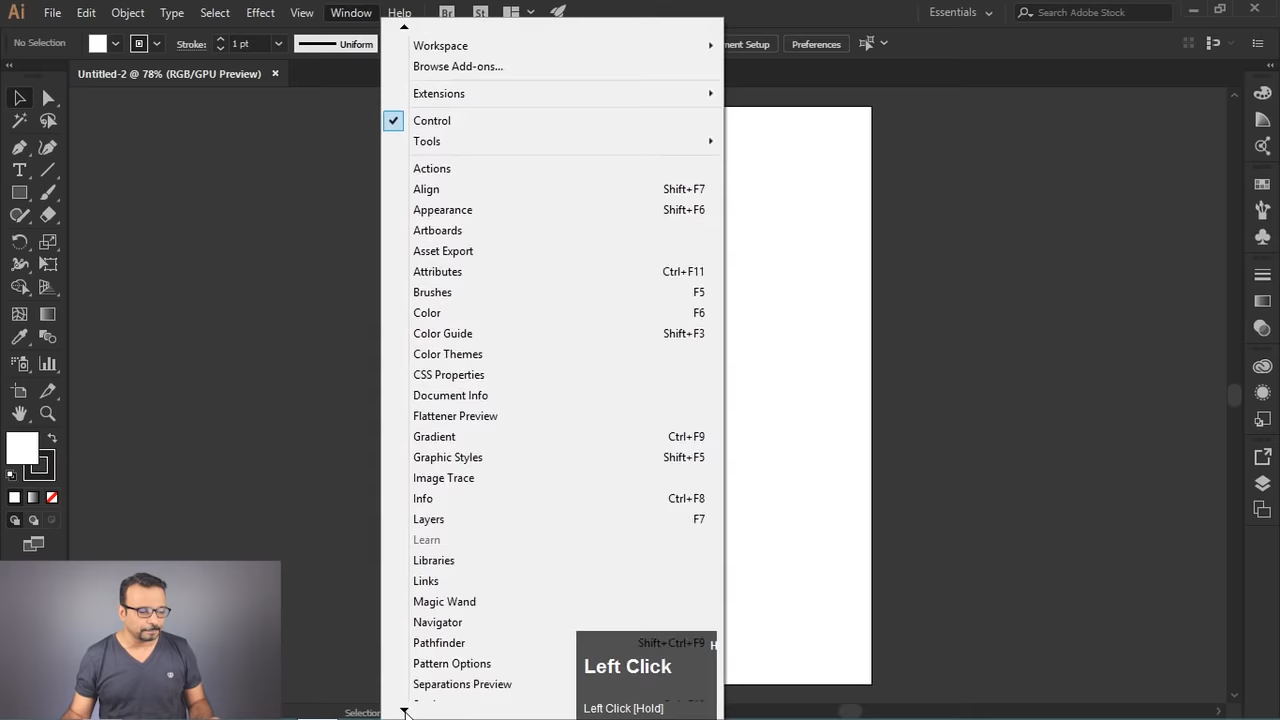 Ai File Edit Object Type Select Effect View Window Help Br St Essentials Search Adobe Stock
No Selection Stroke: 1 pt Uniform ment Setup Preferences
Untitled-2 @ 78% (RGB/GPU Preview)
Workspace
Browse Add-ons...
Extensions
Control
Tools
Actions
Align Shift+F7
Appearance Shift+F6
Artboards
Asset Export
Attributes Ctrl+F11
Brushes F5
Color F6
Color Guide Shift+F3
Color Themes
CSS Properties
Document Info
Flattener Preview
Gradient Ctrl+F9
Graphic Styles Shift+F5
Image Trace
Info Ctrl+F8
Layers F7
Learn
Libraries
Links
Magic Wand
Navigator
Pathfinder Shift+Ctrl+F9
Pattern Options
Separations Preview
Left Click
Left Click [Hold]
Selection